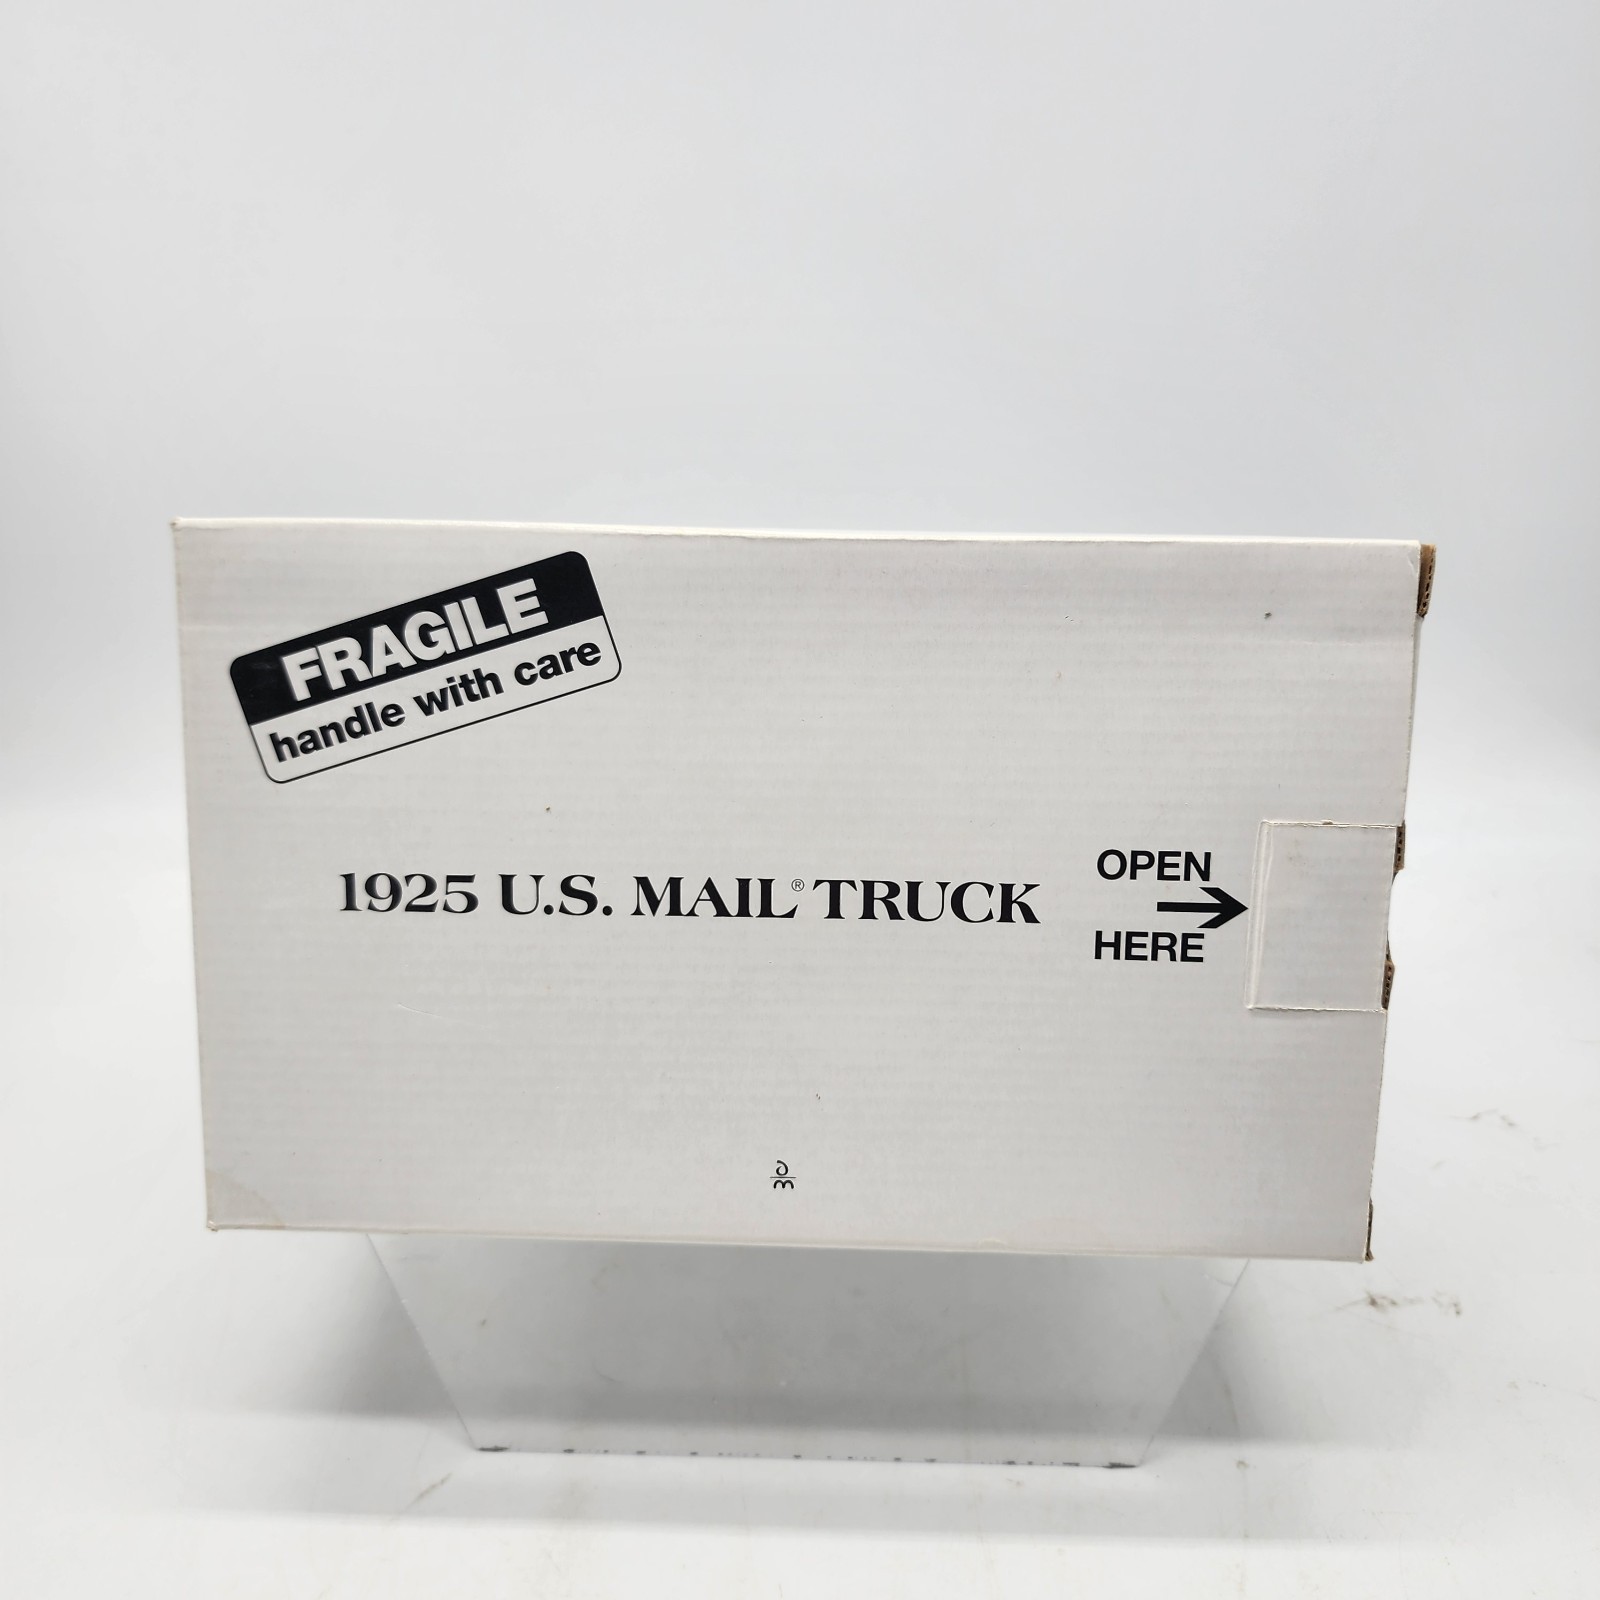 FRAGILE
handle with care
1925 U.S. MAIL® TRUCK
OPEN
HERE